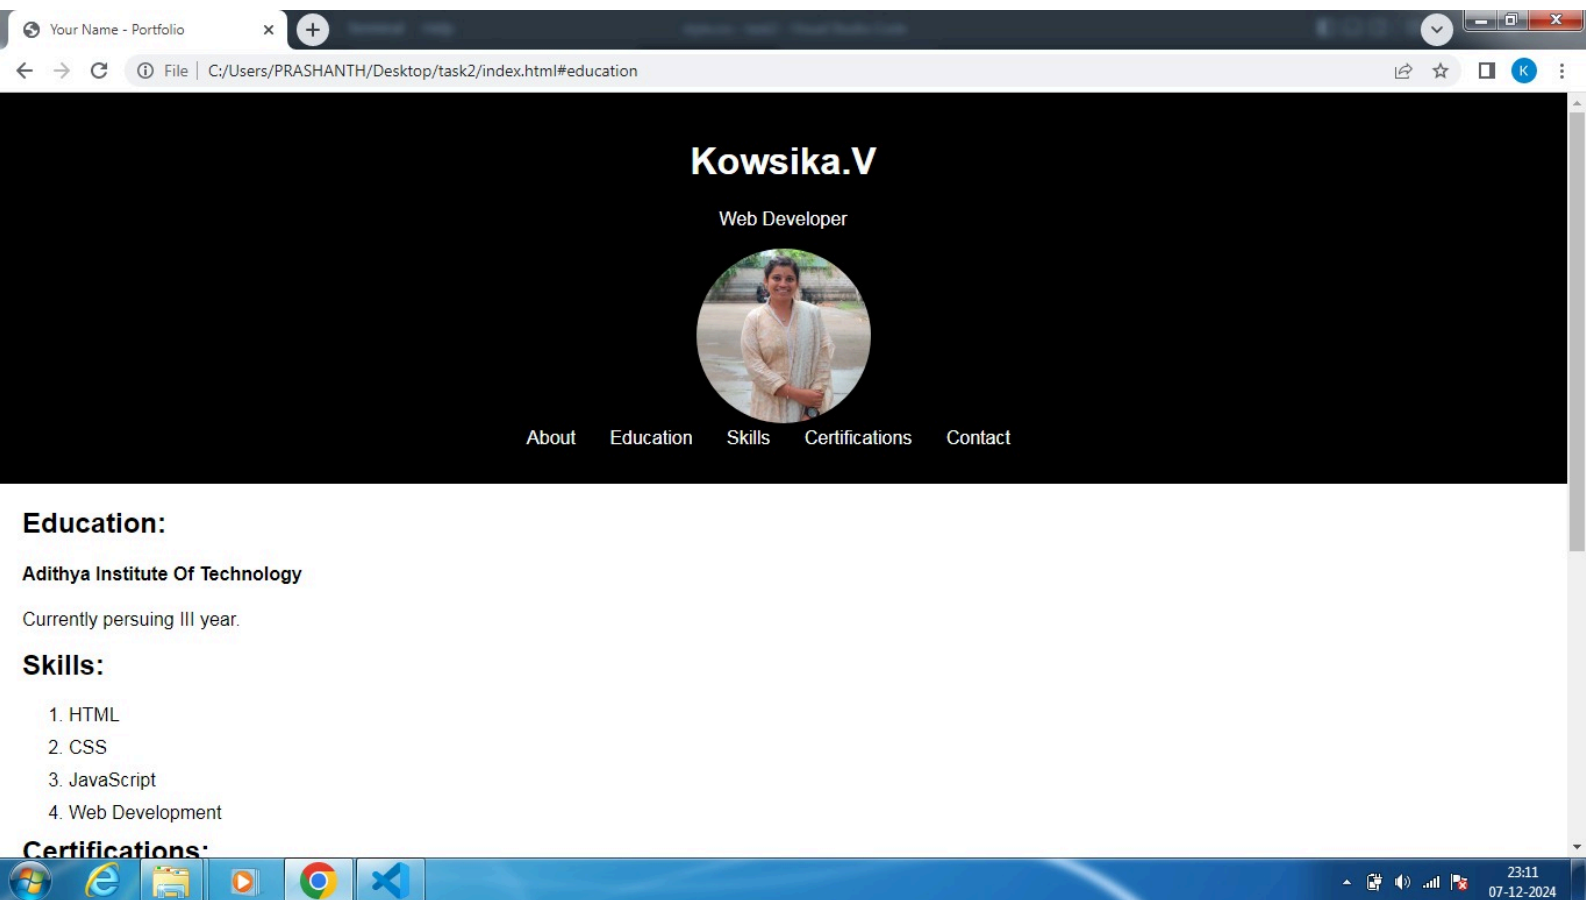 Your Name - Portfolio
File | C:/Users/PRASHANTH/Desktop/task2/index.html#education
K
Kowsika.V
Web Developer
About Education Skills Certifications Contact
Education:
Adithya Institute Of Technology
Currently persuing III year.
Skills:
1. HTML
2. CSS
3. JavaScript
4. Web Development
Certifications:
23:11
07-12-2024